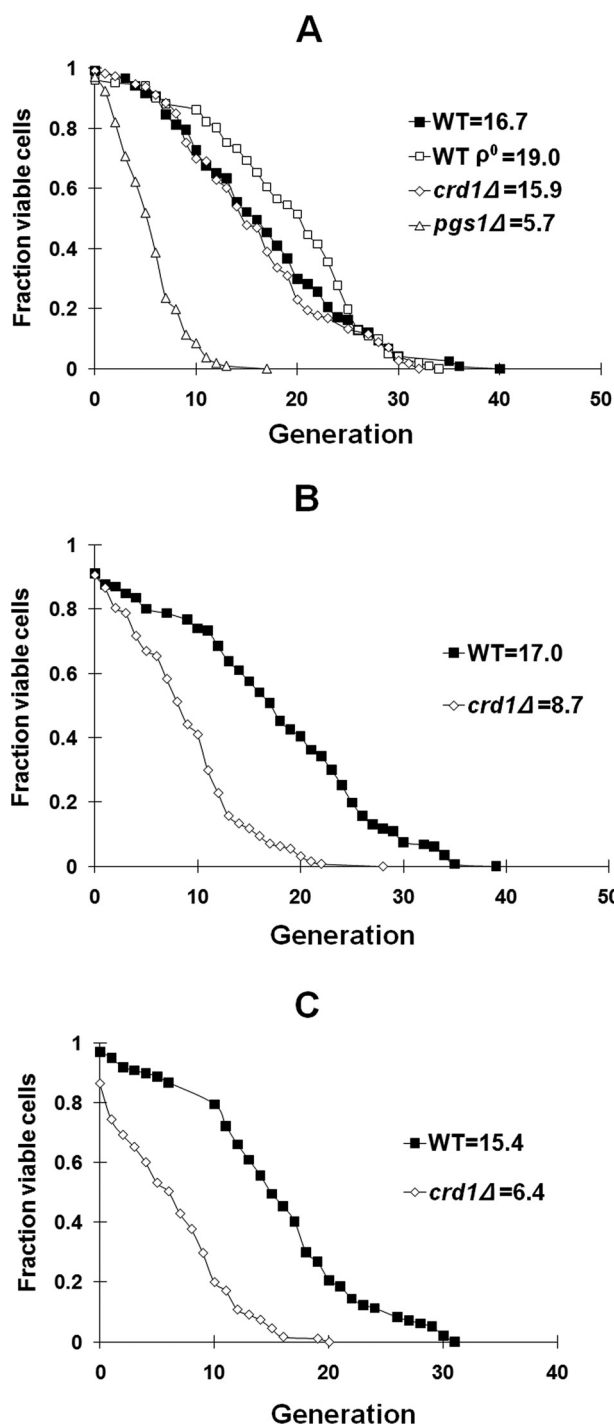 A
Fraction viable cells
1
0.8
0.6
0.4
0.2
0
0 10 20 30 40 50
Generation
WT=16.7
WT ρ⁰ =19.0
crd1Δ=15.9
pgs1Δ=5.7
B
Fraction viable cells
1
0.8
0.6
0.4
0.2
0
0 10 20 30 40 50
Generation
WT=17.0
crd1Δ=8.7
C
Fraction viable cells
1
0.8
0.6
0.4
0.2
0
0 10 20 30 40
Generation
WT=15.4
crd1Δ=6.4